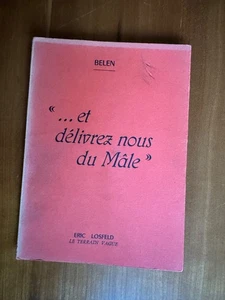 BELEN
« ... et
délivrez nous
du Mâle »
ERIC LOSFELD
LE TERRAIN VAGUE